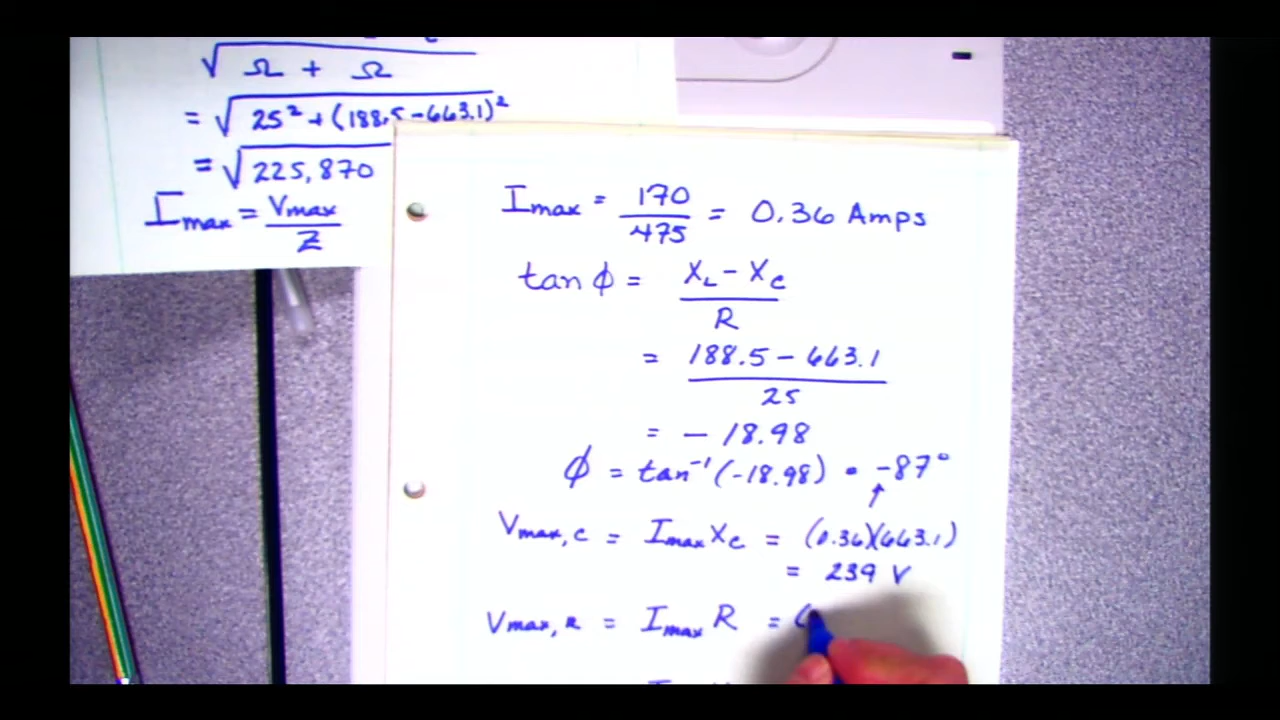 √ Ω + Ω
= √ 25² + (188.5 - 663.1)²
= √ 225,870
Imax = Vmax / Z
Imax = 170 / 475 = 0.36 Amps
tan ϕ = XL - XC / R
= 188.5 - 663.1 / 25
= - 18.98
ϕ = tan⁻¹ (-18.98) = -87°
↑
Vmax, C = Imax XC = (0.36)(663.1)
= 239 V
Vmax, R = Imax R = (